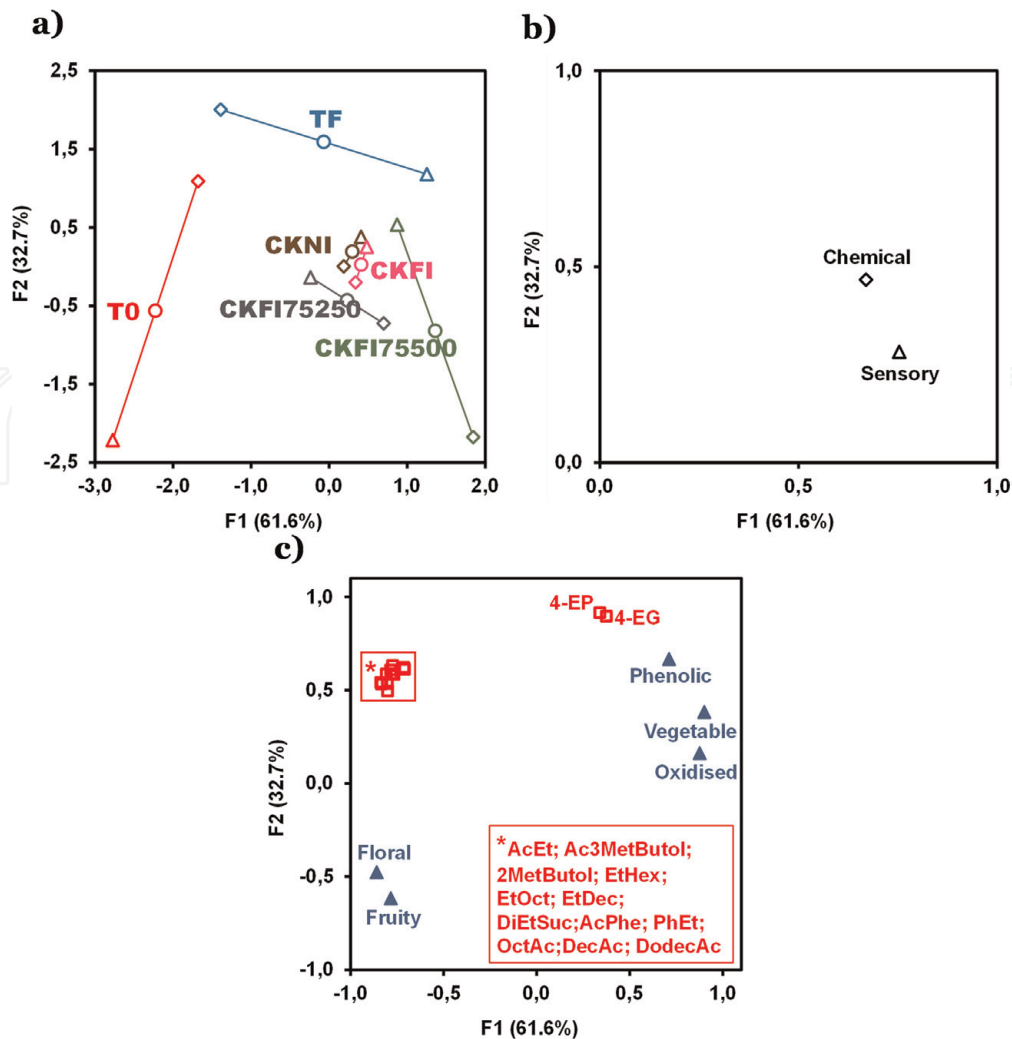 a)
2,5
1,5
0,5
-0,5
-1,5
-2,5
F2 (32.7%)
-3,0 -2,0 -1,0 0,0 1,0 2,0
F1 (61.6%)
TF
CKNI
CKFI
CKFI75250
T0
CKFI75500
b)
1,0
0,5
0,0
F2 (32.7%)
0,0 0,5 1,0
F1 (61.6%)
Chemical
Sensory
c)
1,0
0,5
0,0
-0,5
-1,0
F2 (32.7%)
-1,0 -0,5 0,0 0,5 1,0
F1 (61.6%)
4-EP
4-EG
*
Phenolic
Vegetable
Oxidised
Floral
Fruity
*AcEt; Ac3MetButol;
2MetButol; EtHex;
EtOct; EtDec;
DiEtSuc;AcPhe; PhEt;
OctAc;DecAc; DodecAc